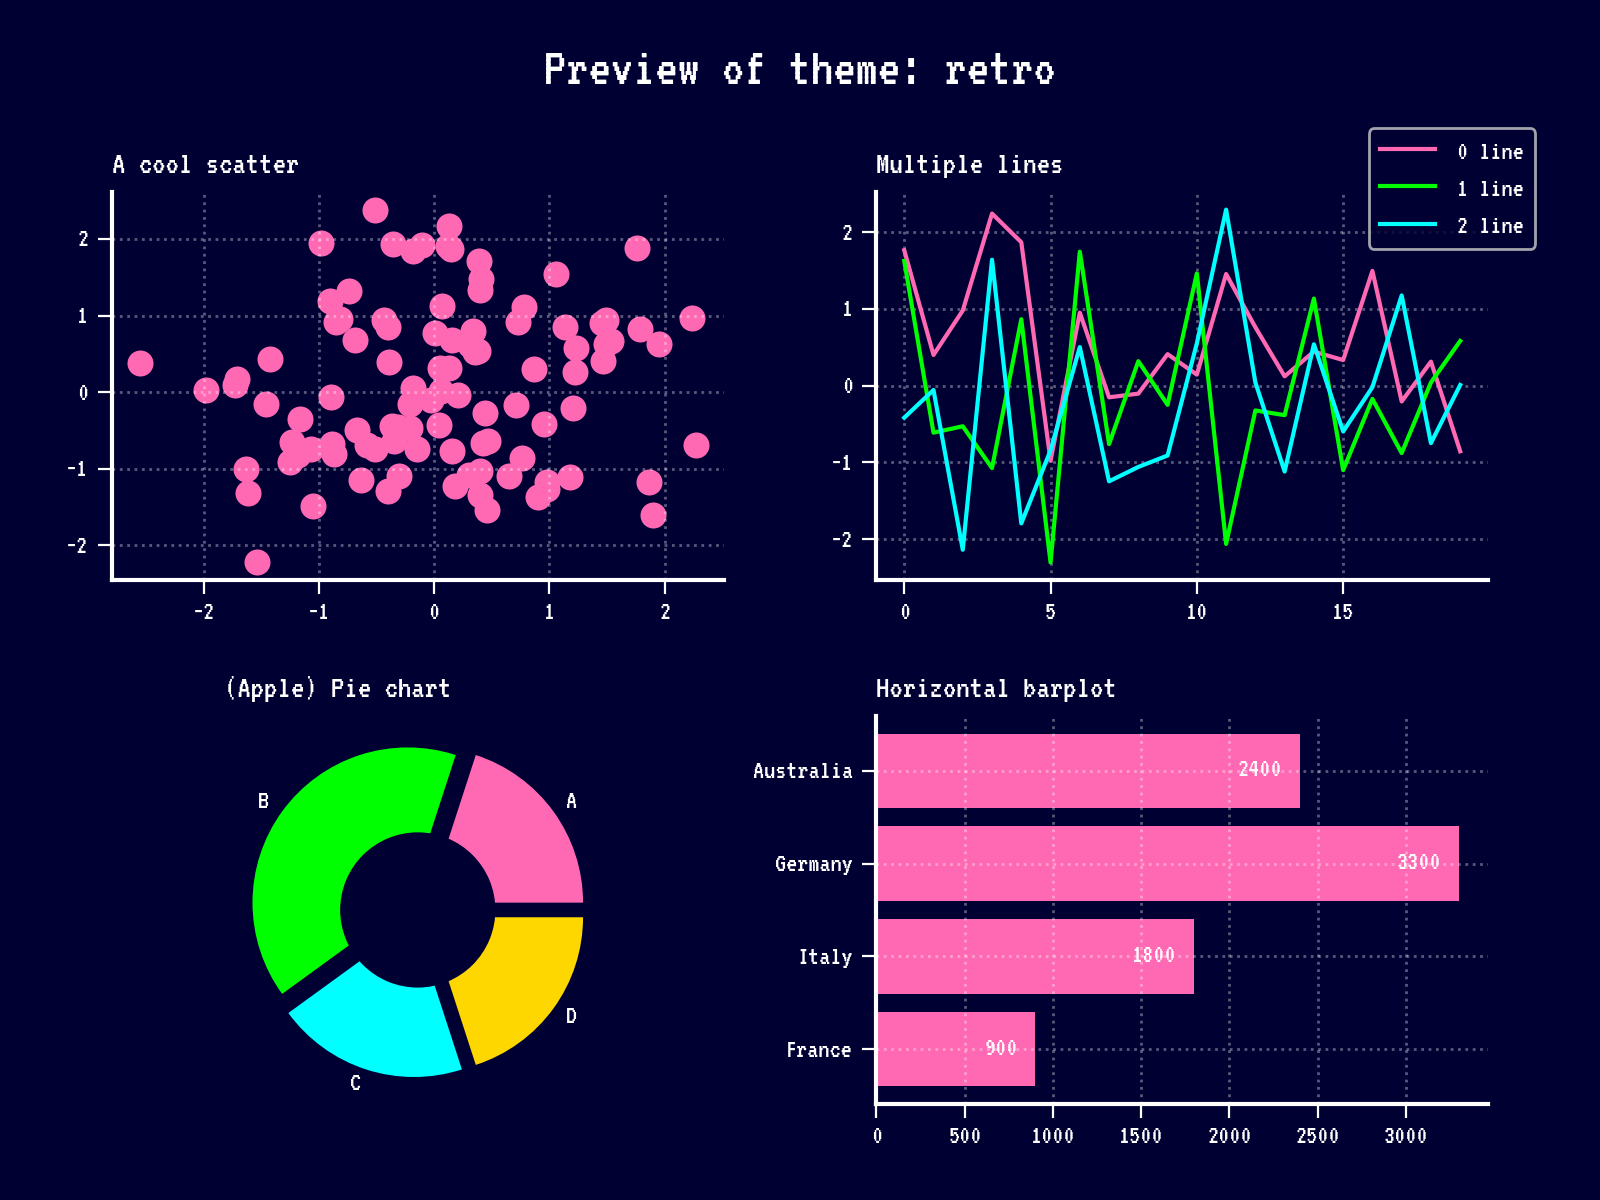 Preview of theme: retro
A cool scatter
2
1
0
-1
-2
-2 -1 0 1 2
Multiple lines
0 line
1 line
2 line
2
1
0
-1
-2
0 5 10 15
(Apple) Pie chart
A
B
C
D
Horizontal barplot
Australia 2400
Germany 3300
Italy 1800
France 900
0 500 1000 1500 2000 2500 3000